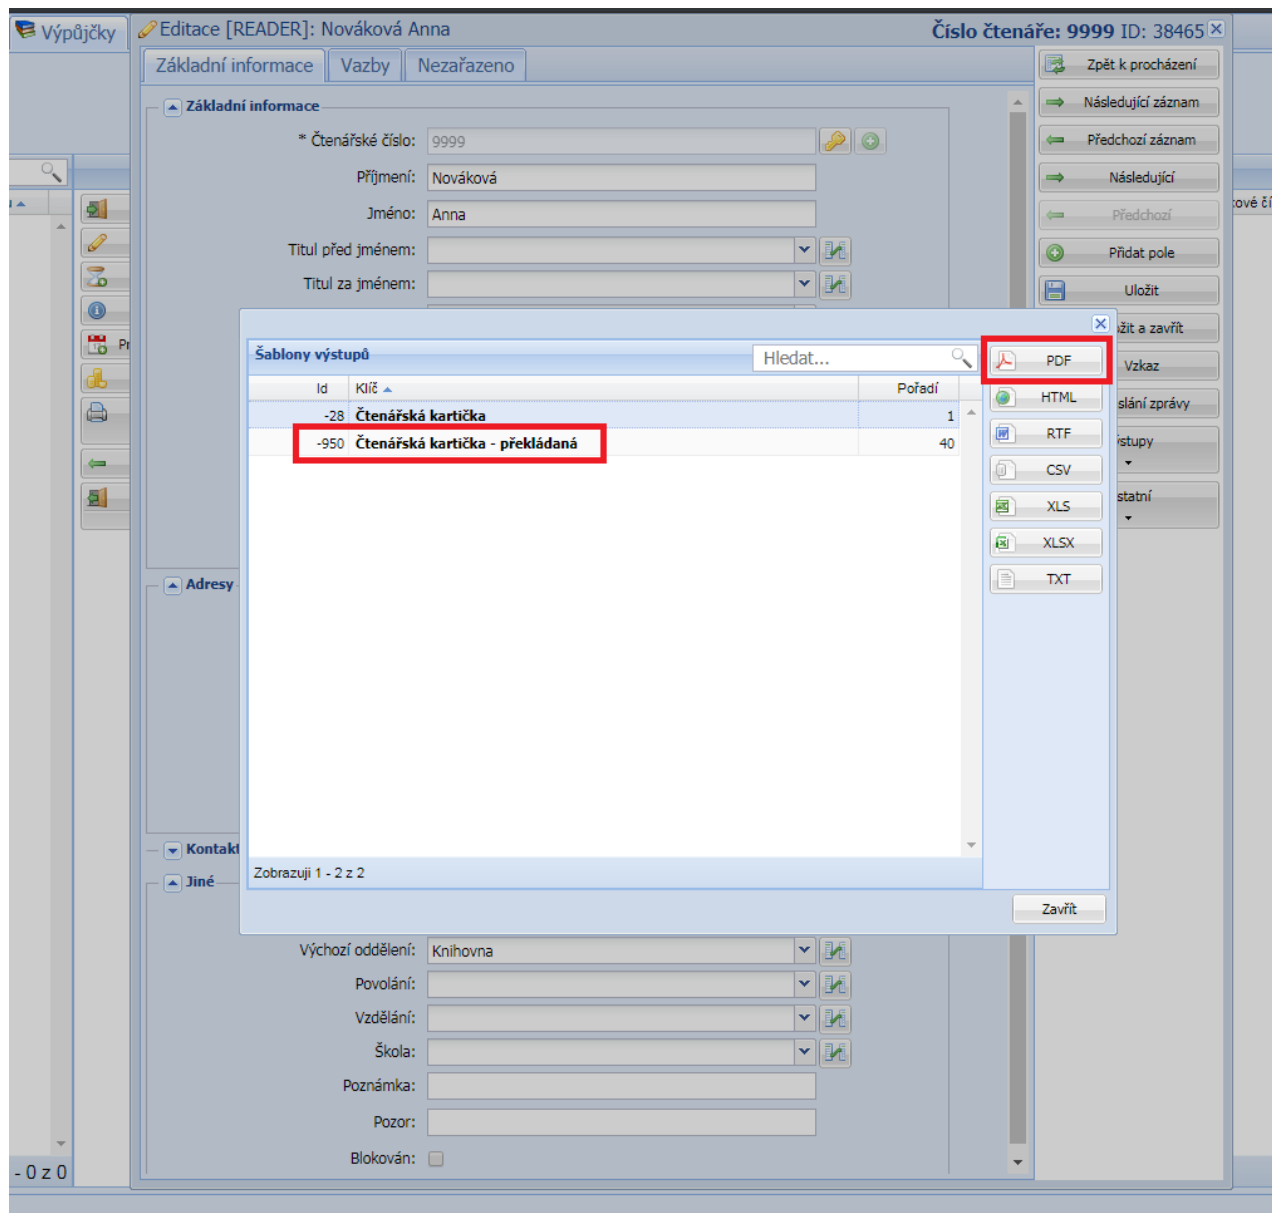 Výpůjčky
Editace [READER]: Nováková Anna
Číslo čtenáře: 9999 ID: 38465
Základní informace
Vazby
Nezařazeno
Základní informace
* Čtenářské číslo: 9999
Příjmení: Nováková
Jméno: Anna
Titul před jménem:
Titul za jménem:
Zpět k procházení
Následující záznam
Předchozí záznam
Následující
Předchozí
Přidat pole
Uložit
žit a zavřít
Vzkaz
slání zprávy
stupy
statní
ové čí
Pr
Šablony výstupů
Hledat...
Id Klíč Pořadí
-28 Čtenářská kartička 1
-950 Čtenářská kartička - překládaná 40
PDF
HTML
RTF
CSV
XLS
XLSX
TXT
Zobrazuji 1 - 2 z 2
Zavřít
Adresy
Kontakt
Jiné
Výchozí oddělení: Knihovna
Povolání:
Vzdělání:
Škola:
Poznámka:
Pozor:
Blokován:
- 0 z 0